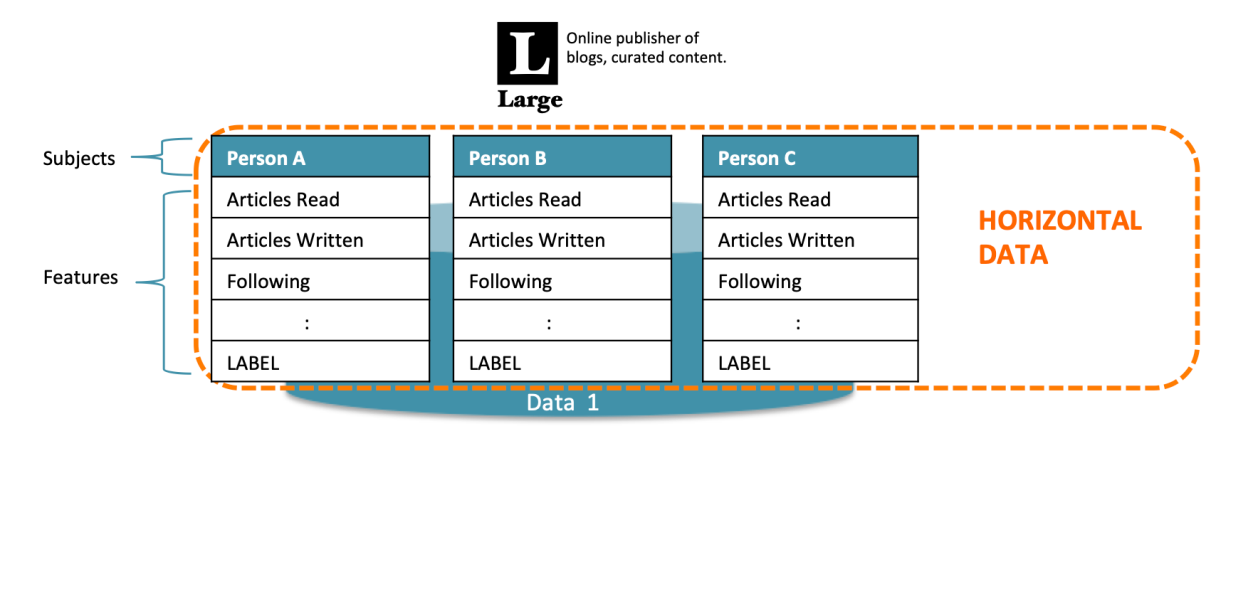 L
Online publisher of
blogs, curated content.
Large
Subjects
Person A
Person B
Person C
Articles Read
Articles Read
Articles Read
Articles Written
Articles Written
Articles Written
Features
Following
Following
Following
:
:
:
LABEL
LABEL
LABEL
HORIZONTAL
DATA
Data 1